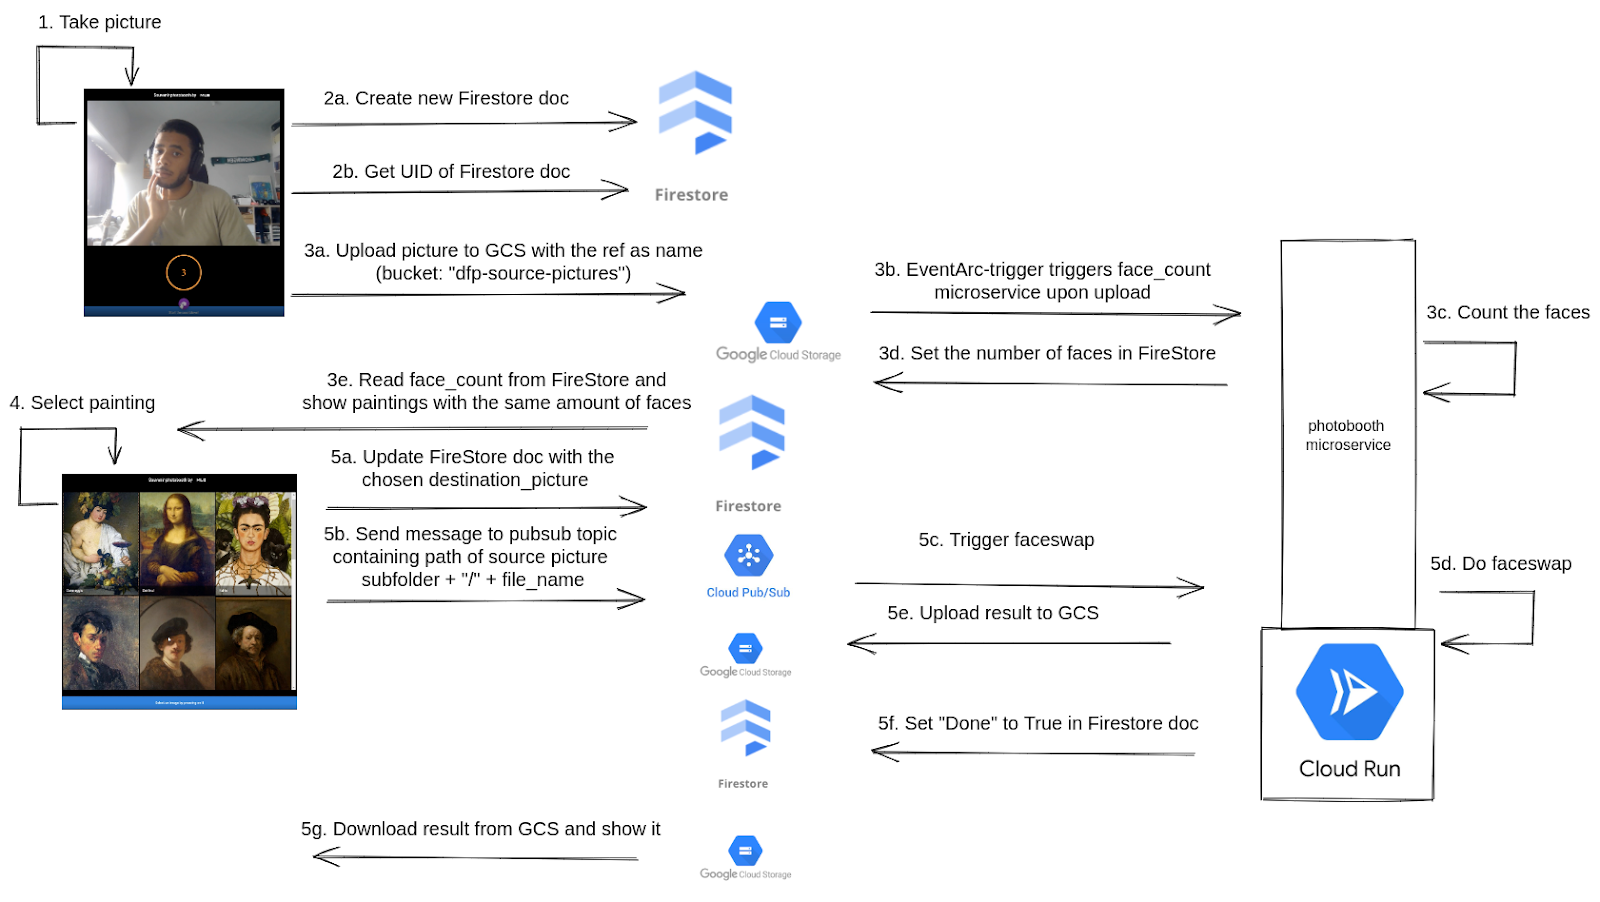 1. Take picture
2a. Create new Firestore doc
2b. Get UID of Firestore doc
Firestore
3
3a. Upload picture to GCS with the ref as name
(bucket: "dfp-source-pictures")
Google Cloud Storage
3b. EventArc-trigger triggers face_count
microservice upon upload
3c. Count the faces
3d. Set the number of faces in FireStore
3e. Read face_count from FireStore and
show paintings with the same amount of faces
Firestore
photobooth
microservice
4. Select painting
5a. Update FireStore doc with the
chosen destination_picture
5b. Send message to pubsub topic
containing path of source picture
subfolder + "/" + file_name
Cloud Pub/Sub
5c. Trigger faceswap
5d. Do faceswap
5e. Upload result to GCS
Google Cloud Storage
5f. Set "Done" to True in Firestore doc
Firestore
Cloud Run
5g. Download result from GCS and show it
Google Cloud Storage